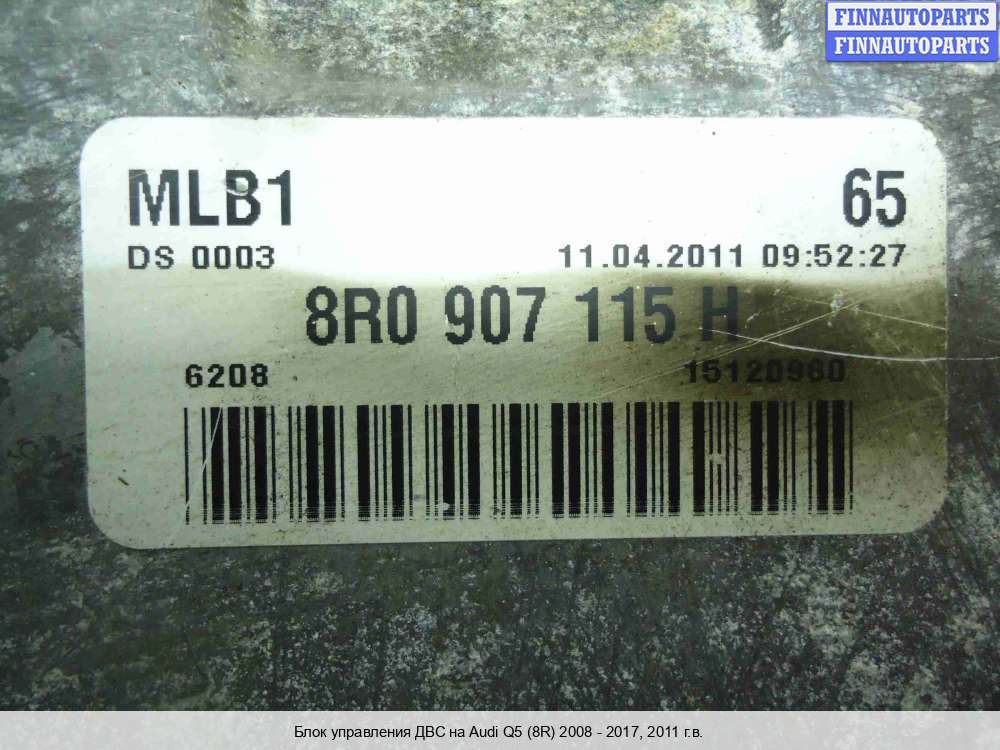 FINNAUTOPARTS
FINNAUTOPARTS
MLB1 65
DS 0003 11.04.2011 09:52:27
8R0 907 115 H
6208 15120960
Блок управления ДВС на Audi Q5 (8R) 2008 - 2017, 2011 г.в.